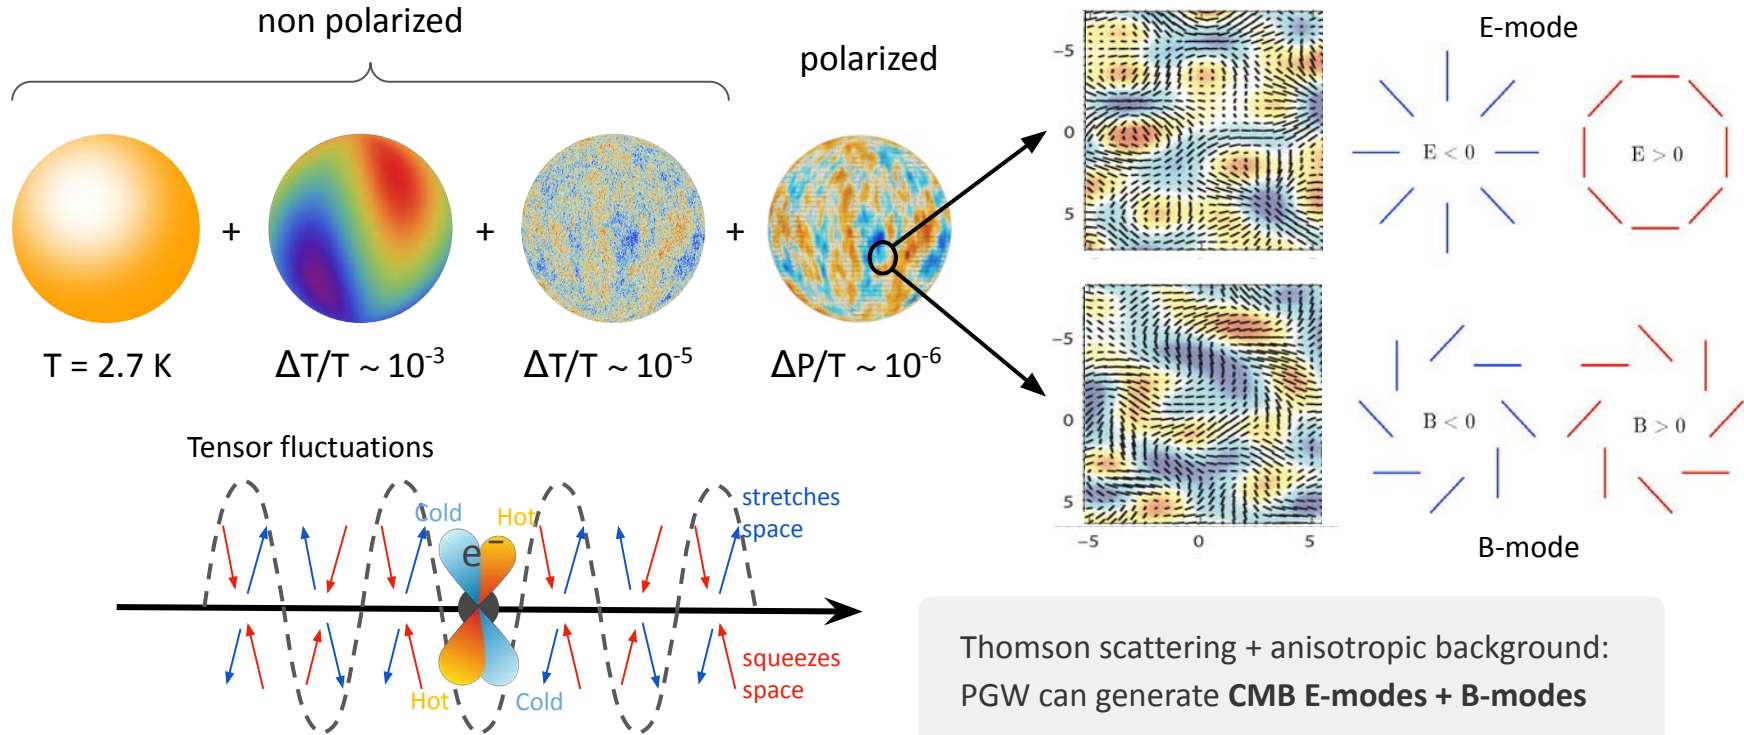 non polarized
polarized
+
+
+
T = 2.7 K
ΔT/T ~ 10⁻³
ΔT/T ~ 10⁻⁵
ΔP/T ~ 10⁻⁶
−5
0
5
E-mode
E < 0
E > 0
−5
0
5
−5
0
5
B < 0
B > 0
B-mode
Tensor fluctuations
Cold
Hot
e⁻
stretches
space
squeezes
space
Hot
Cold
Thomson scattering + anisotropic background:
PGW can generate CMB E-modes + B-modes